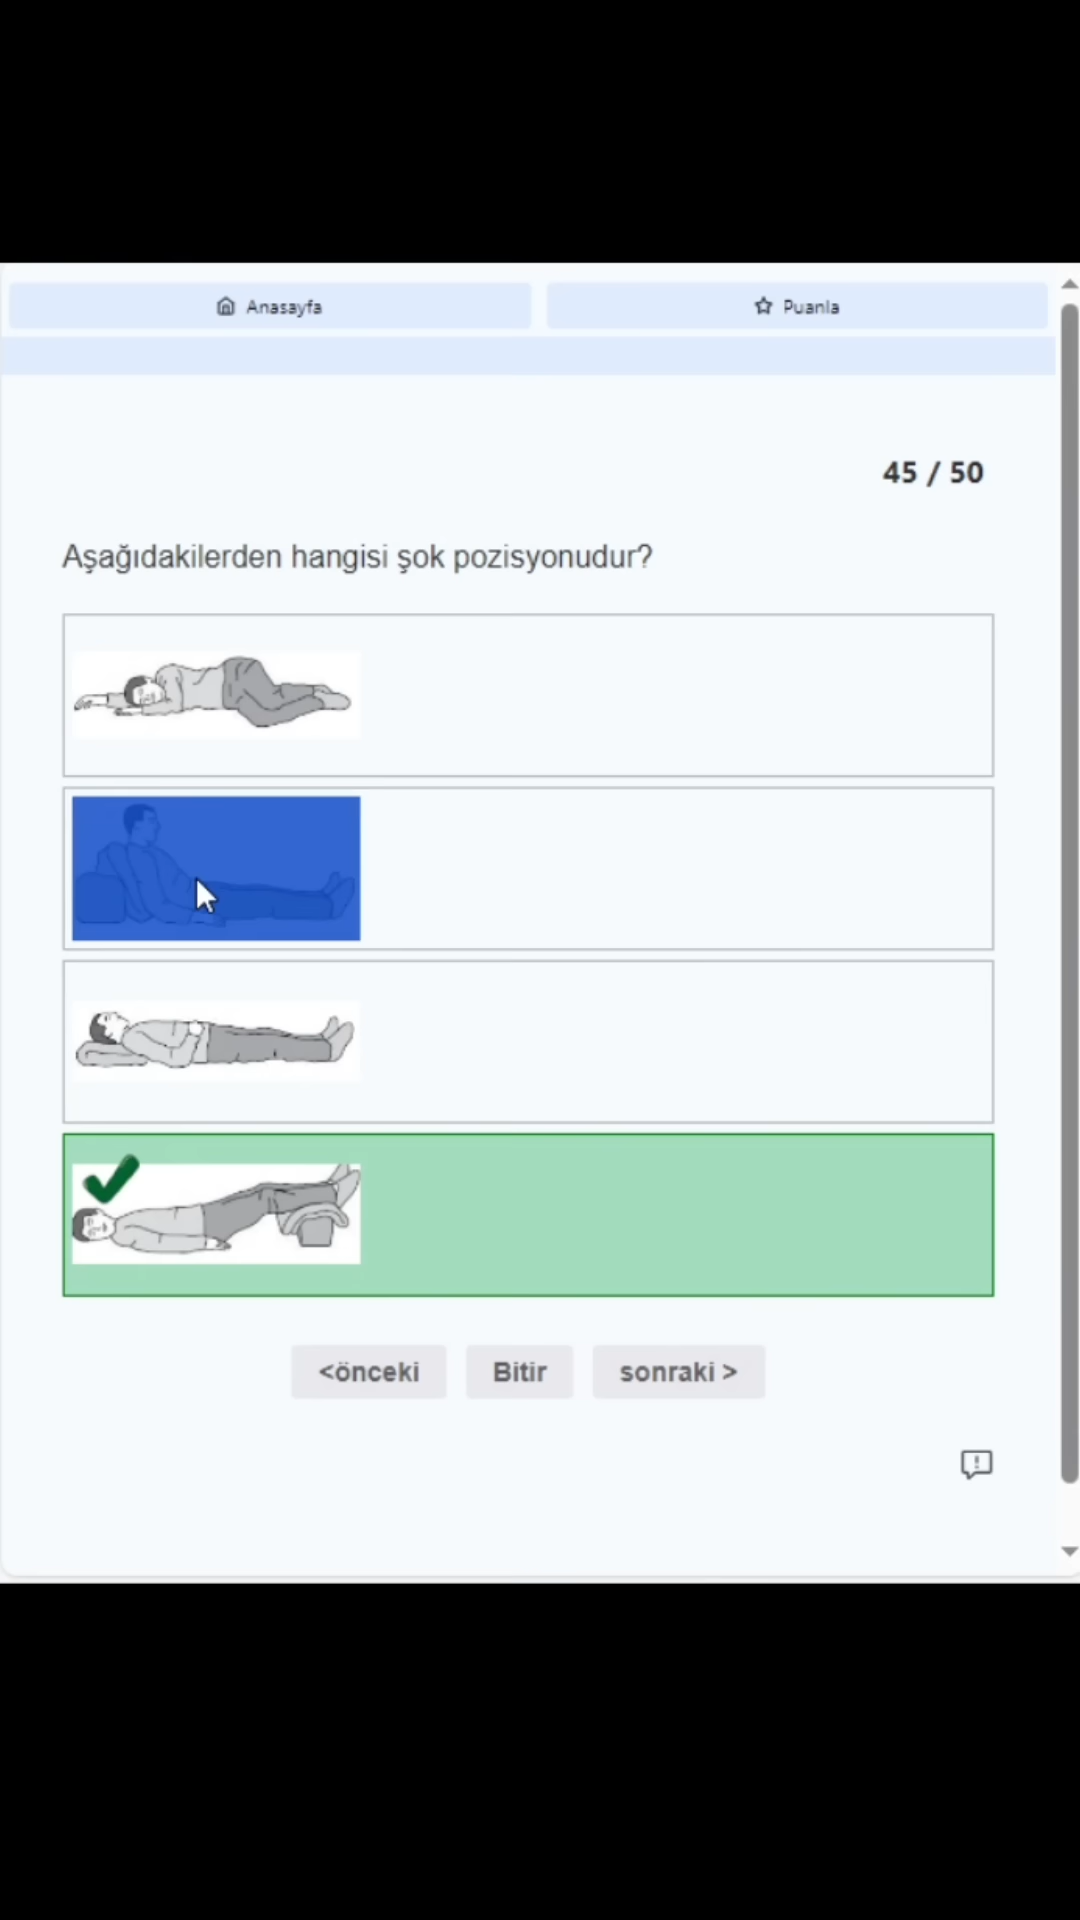 Anasayfa
Puanla
45 / 50
Aşağıdakilerden hangisi şok pozisyonudur?
<önceki
Bitir
sonraki >